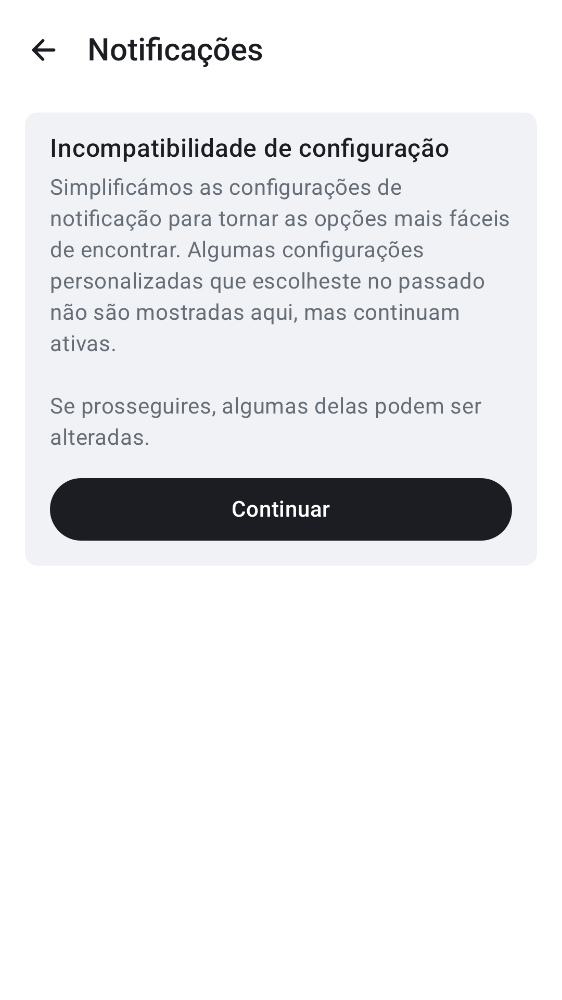 Notificações
Incompatibilidade de configuração
Simplificámos as configurações de
notificação para tornar as opções mais fáceis
de encontrar. Algumas configurações
personalizadas que escolheste no passado
não são mostradas aqui, mas continuam
ativas.
Se prosseguires, algumas delas podem ser
alteradas.
Continuar